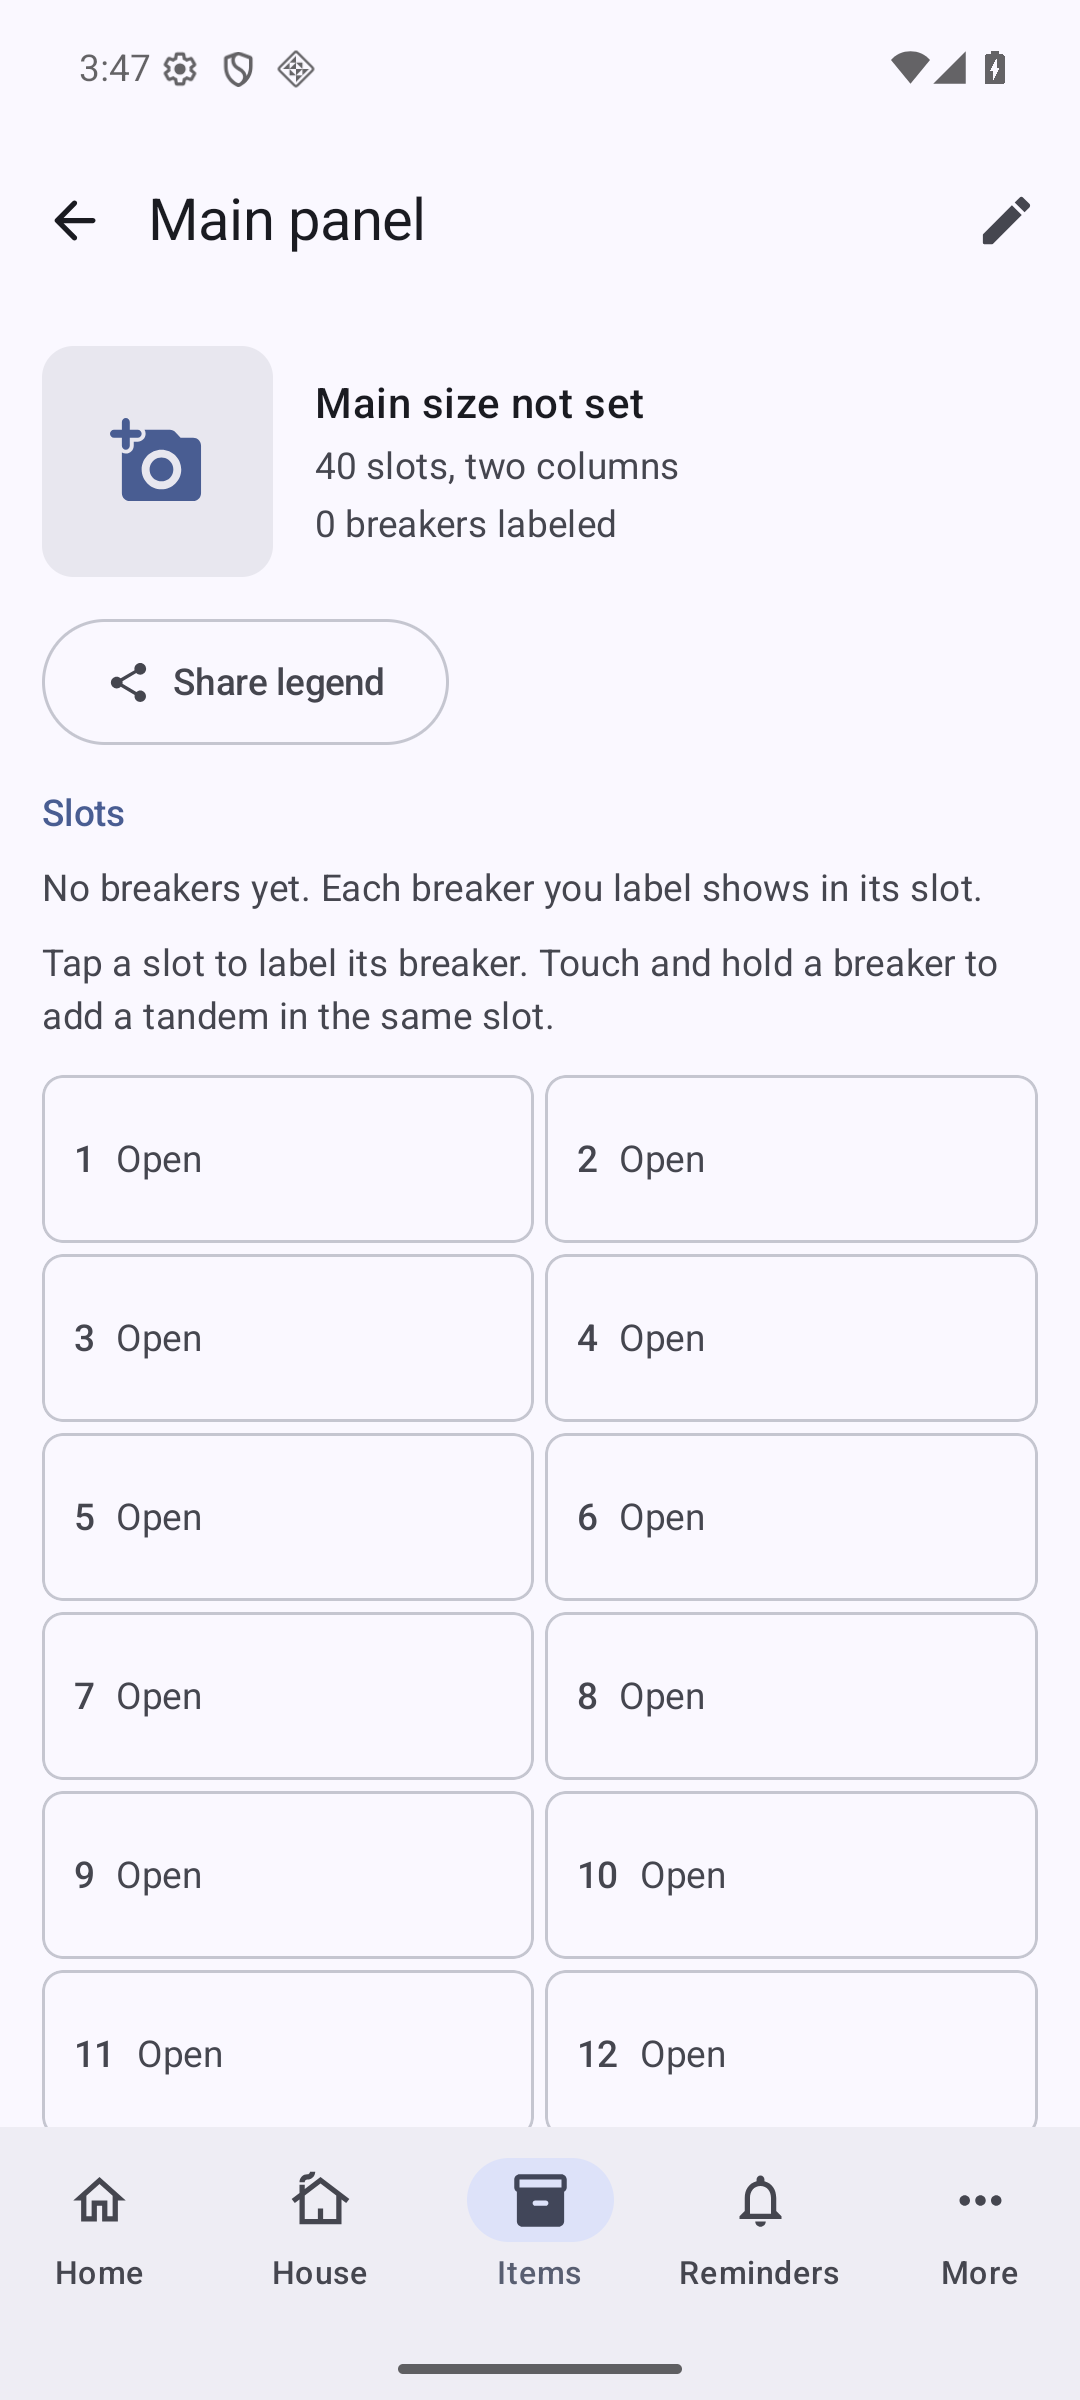 3:47
Main panel
Main size not set
40 slots, two columns
0 breakers labeled
Share legend
Slots
No breakers yet. Each breaker you label shows in its slot.
Tap a slot to label its breaker. Touch and hold a breaker to
add a tandem in the same slot.
1 Open
2 Open
3 Open
4 Open
5 Open
6 Open
7 Open
8 Open
9 Open
10 Open
11 Open
12 Open
Home
House
Items
Reminders
More